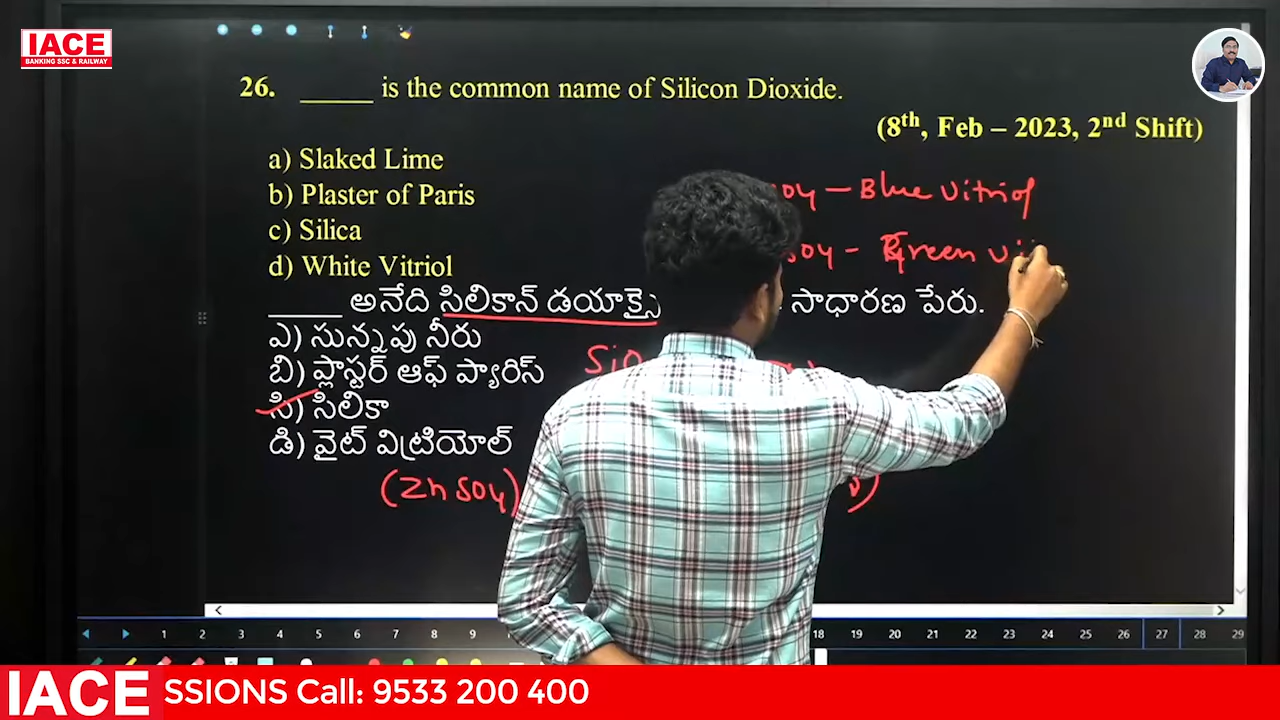 IACE
BANKING SSC & RAILWAY
26. _____ is the common name of Silicon Dioxide.
(8th, Feb – 2023, 2nd Shift)
a) Slaked Lime
b) Plaster of Paris
c) Silica
d) White Vitriol
SO4 – Blue Vitriol
SO4 – Green Vi
_____ అనేది సిలికాన్ డయాక్సై సాధారణ పేరు.
ఎ) సున్నపు నీరు
బి) ప్లాస్టర్ ఆఫ్ ప్యారిస్
సి) సిలికా
డి) వైట్ విట్రియోల్
SiO
(ZnSO4)
1 2 3 4 5 6 7 8 9 18 19 20 21 22 23 24 25 26 27 28 29
IACE SSIONS Call: 9533 200 400